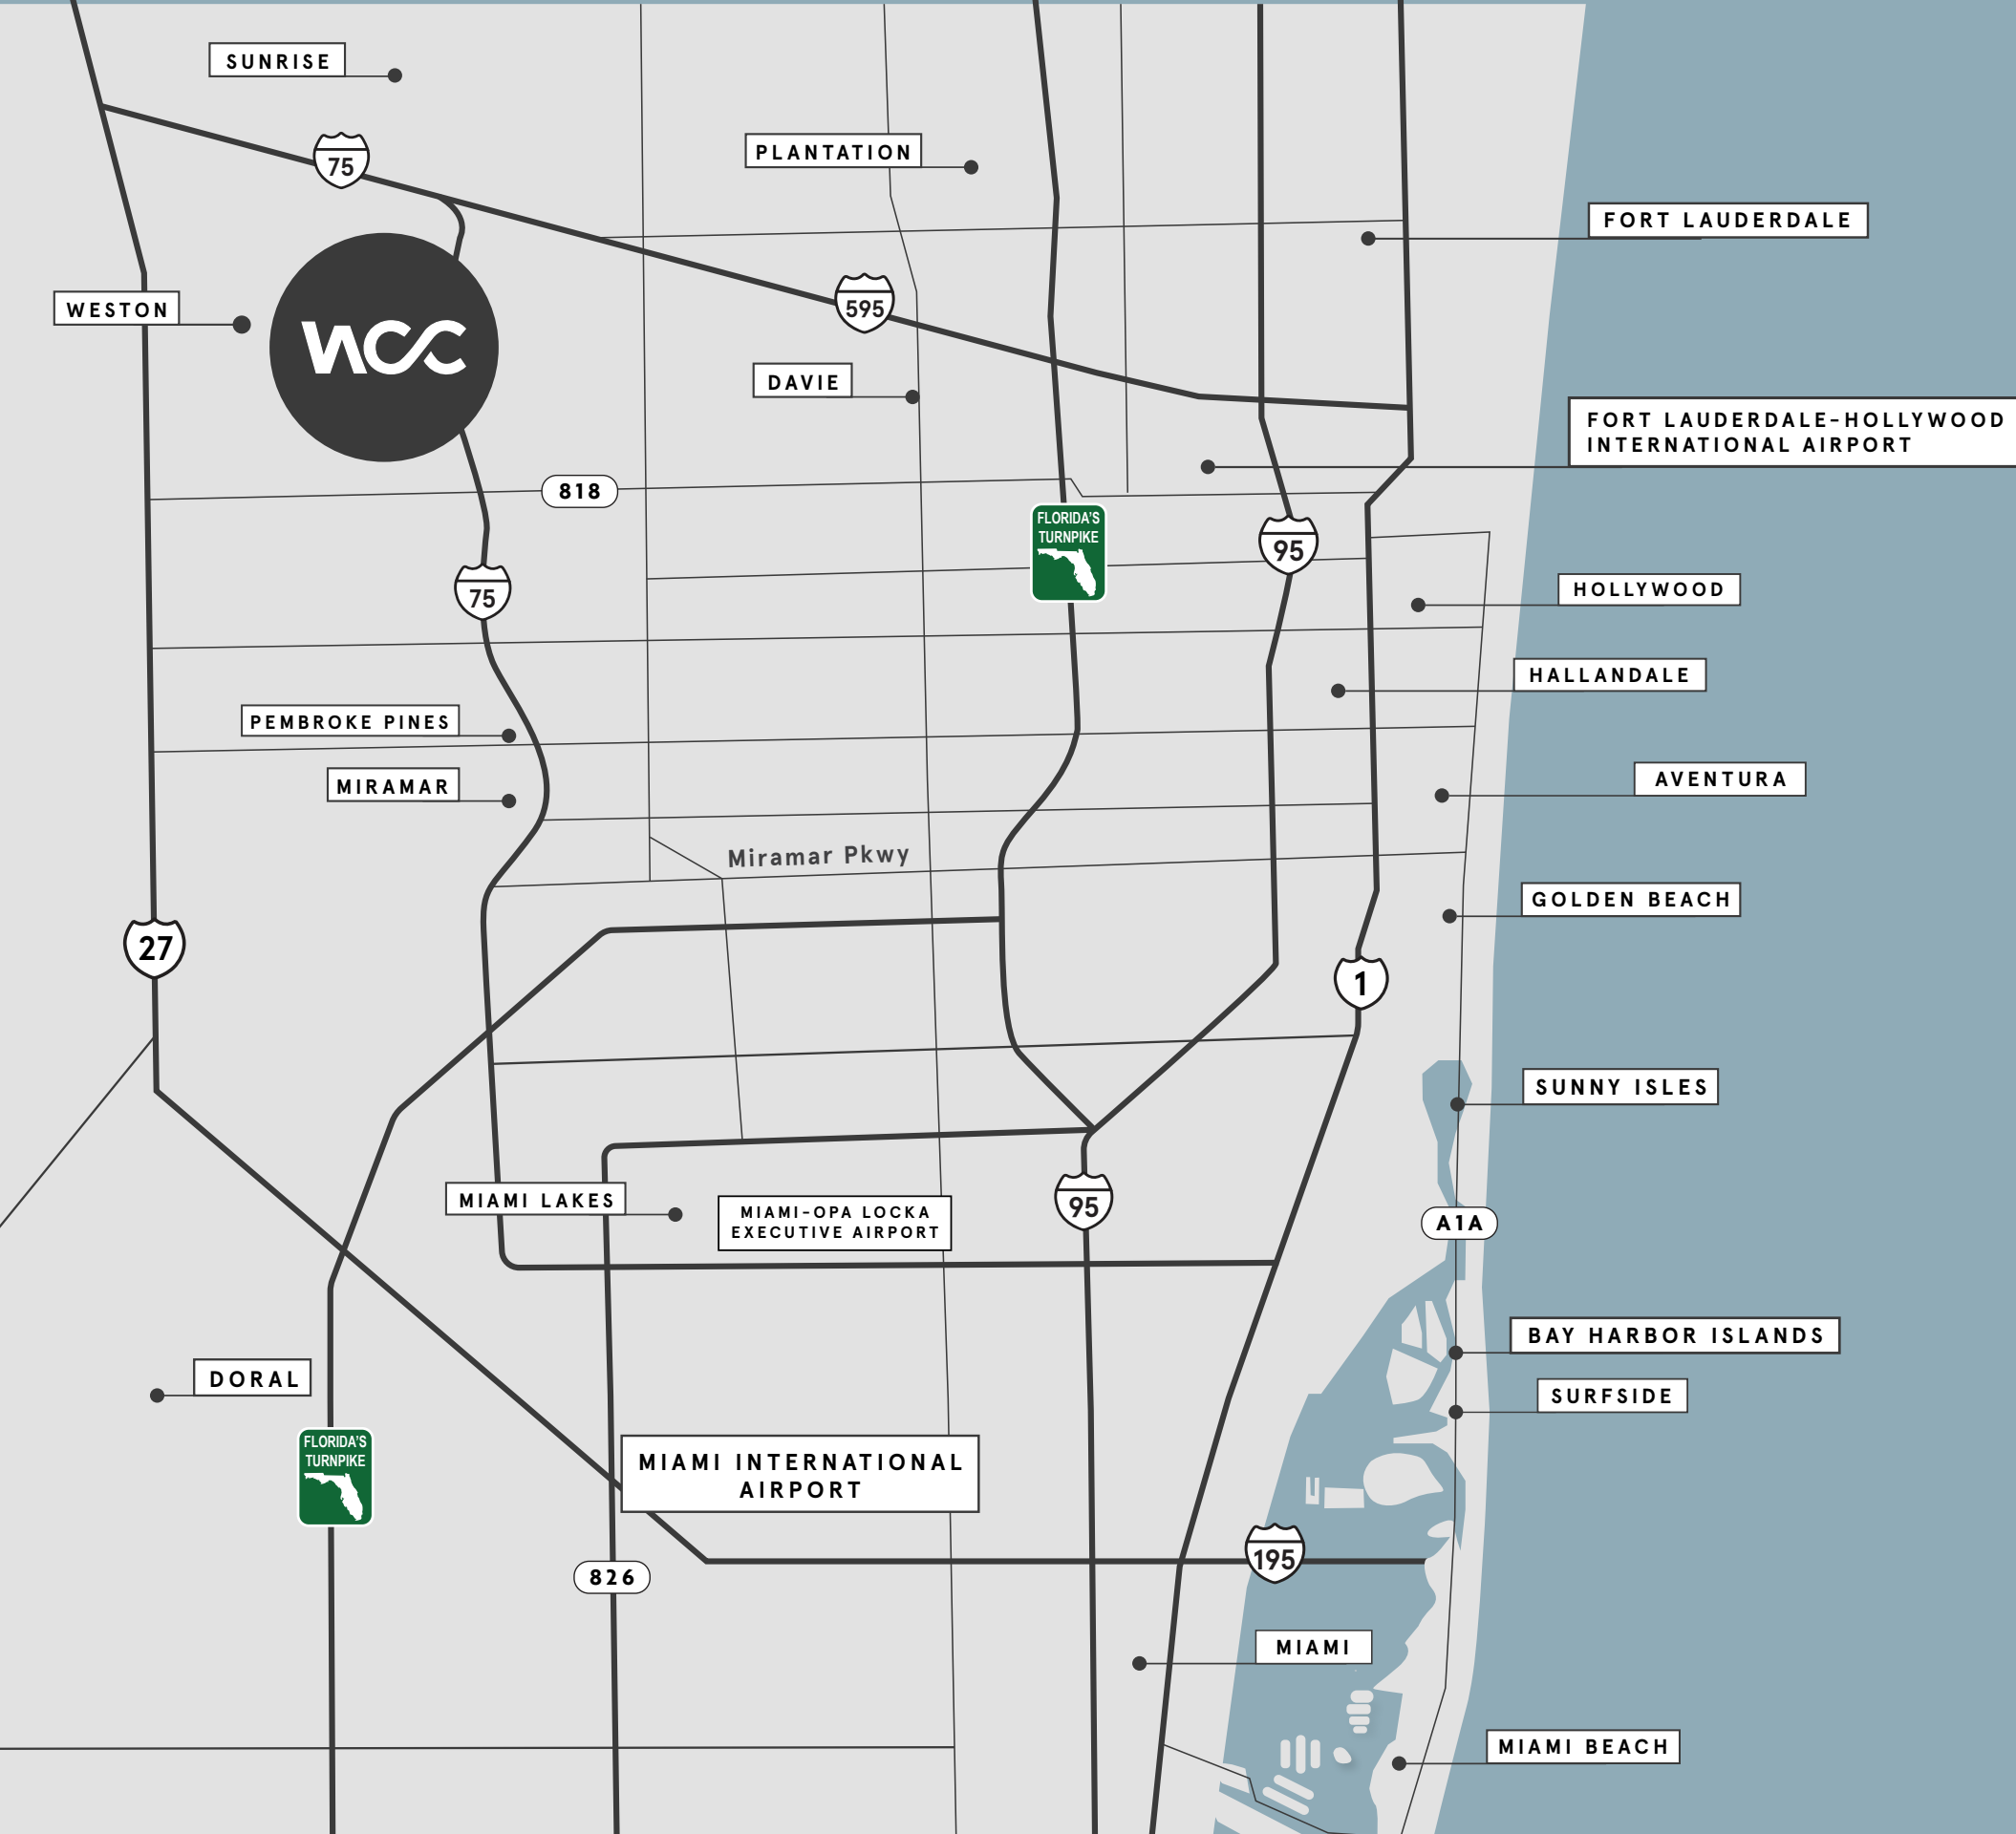 SUNRISE
75
PLANTATION
FORT LAUDERDALE
WESTON
WCC
595
DAVIE
FORT LAUDERDALE-HOLLYWOOD
INTERNATIONAL AIRPORT
818
FLORIDA'S
TURNPIKE
95
75
HOLLYWOOD
HALLANDALE
PEMBROKE PINES
MIRAMAR
AVENTURA
Miramar Pkwy
GOLDEN BEACH
27
1
SUNNY ISLES
MIAMI LAKES
MIAMI-OPA LOCKA
EXECUTIVE AIRPORT
95
A1A
BAY HARBOR ISLANDS
DORAL
SURFSIDE
FLORIDA'S
TURNPIKE
MIAMI INTERNATIONAL
AIRPORT
195
826
MIAMI
MIAMI BEACH